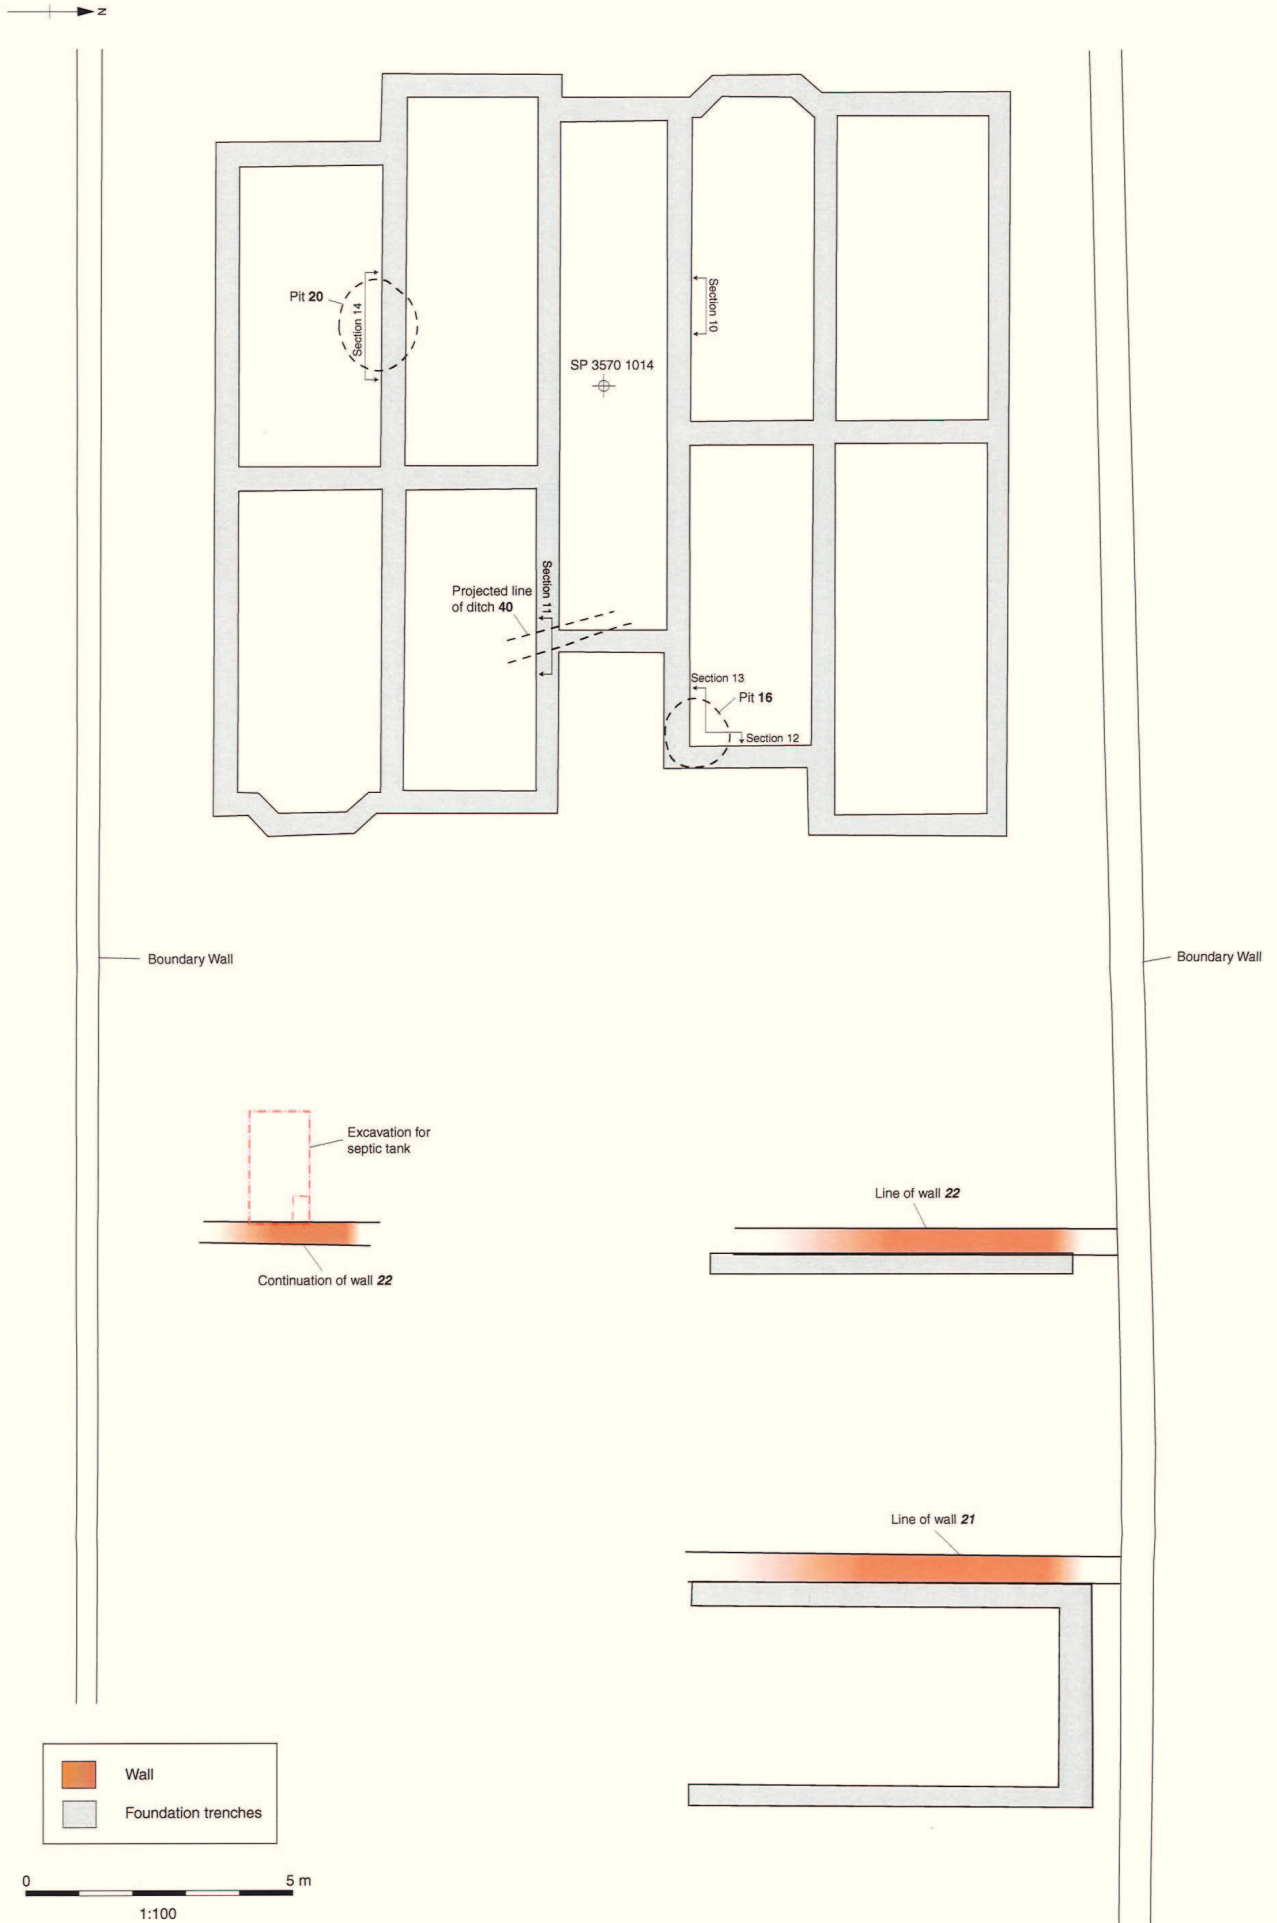 N
Pit 20
Section 14
Section 10
SP 3570 1014
Section 11
Projected line
of ditch 40
Section 13
Pit 16
Section 12
Boundary Wall
Boundary Wall
Excavation for
septic tank
Line of wall 22
Continuation of wall 22
Line of wall 21
Wall
Foundation trenches
0 5 m
1:100